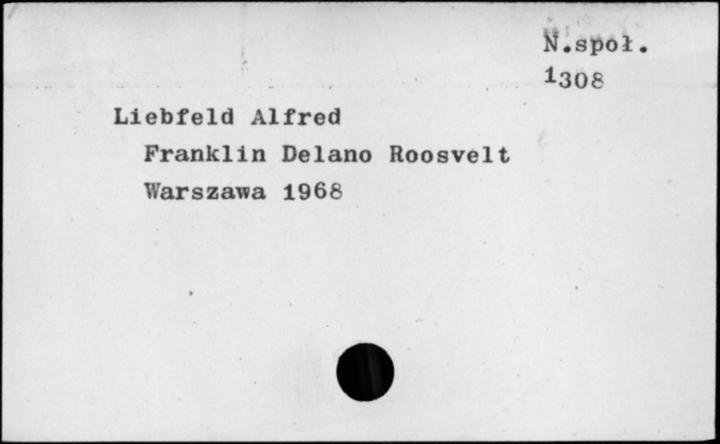 N.społ.
1308
Liebfeld Alfred
Franklin Delano Roosvelt
Warszawa 1968